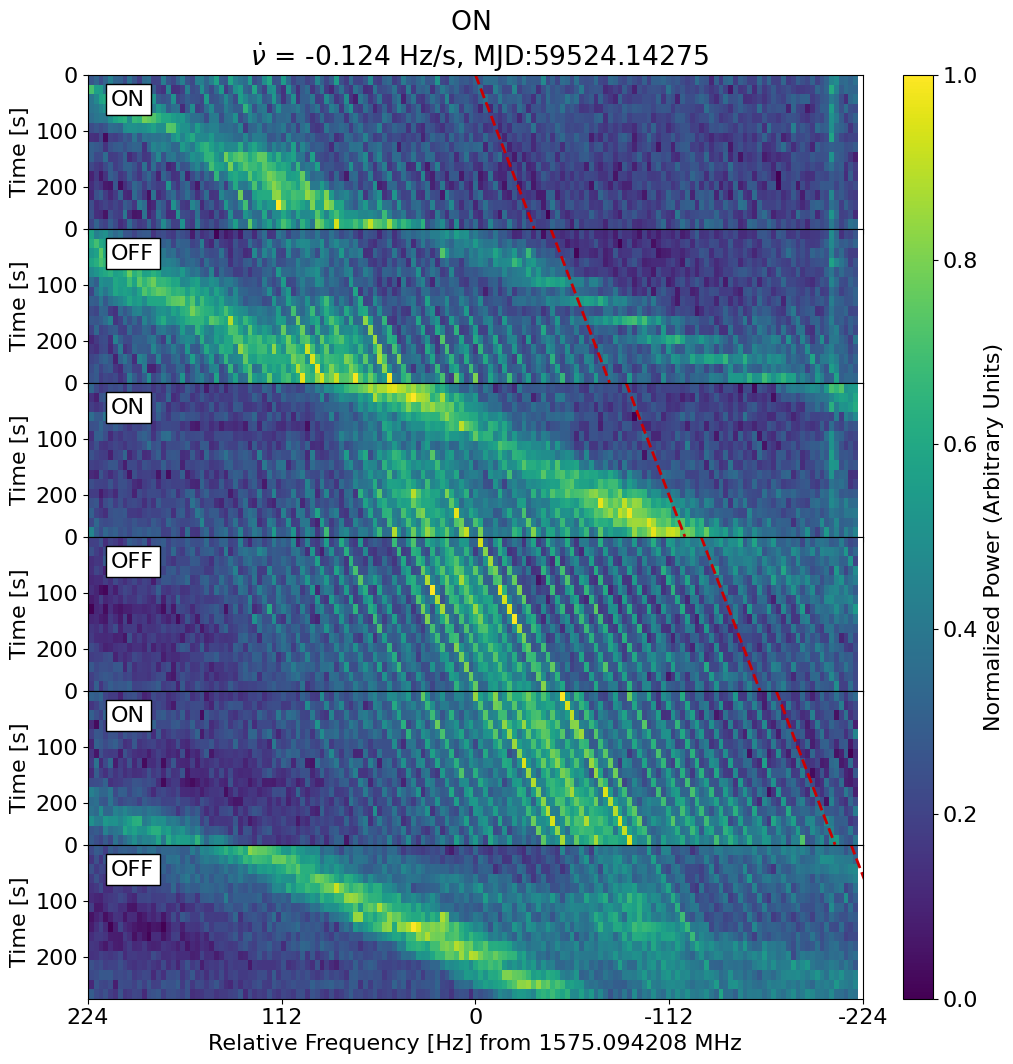 ON
ν̇ = -0.124 Hz/s, MJD:59524.14275
0
ON
100
Time [s]
200
0
OFF
100
Time [s]
200
0
ON
100
Time [s]
200
0
OFF
100
Time [s]
200
0
ON
100
Time [s]
200
0
OFF
100
Time [s]
200
224 112 0 -112 -224
Relative Frequency [Hz] from 1575.094208 MHz
1.0
0.8
0.6
0.4
0.2
0.0
Normalized Power (Arbitrary Units)